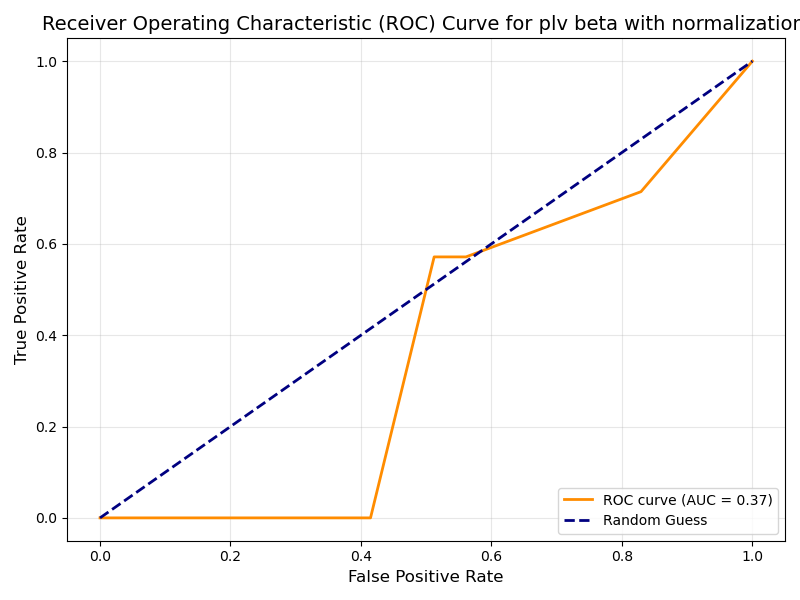 Receiver Operating Characteristic (ROC) Curve for plv beta with normalization
True Positive Rate
1.0
0.8
0.6
0.4
0.2
0.0
ROC curve (AUC = 0.37)
Random Guess
0.0 0.2 0.4 0.6 0.8 1.0
False Positive Rate